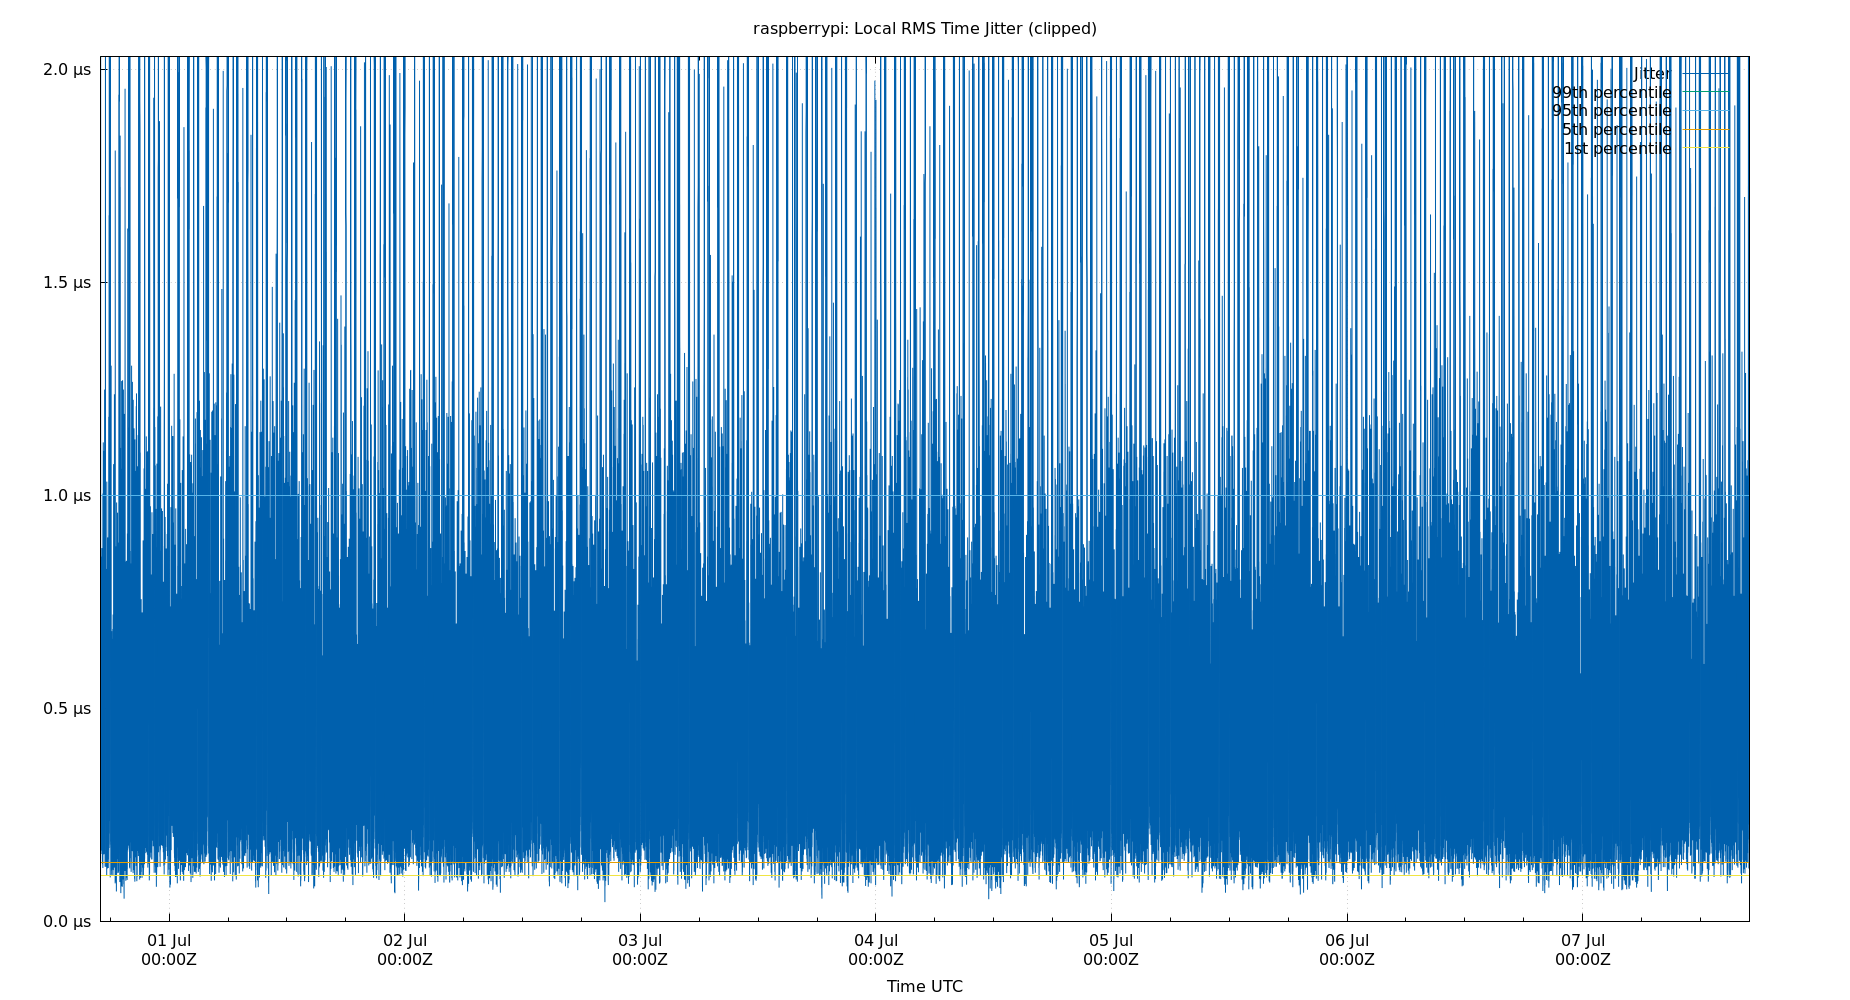 raspberrypi: Local RMS Time Jitter (clipped)
2.0 μs
1.5 μs
1.0 μs
0.5 μs
0.0 μs
Jitter
99th percentile
95th percentile
5th percentile
1st percentile
01 Jul 02 Jul 03 Jul 04 Jul 05 Jul 06 Jul 07 Jul
00:00Z 00:00Z 00:00Z 00:00Z 00:00Z 00:00Z 00:00Z
Time UTC